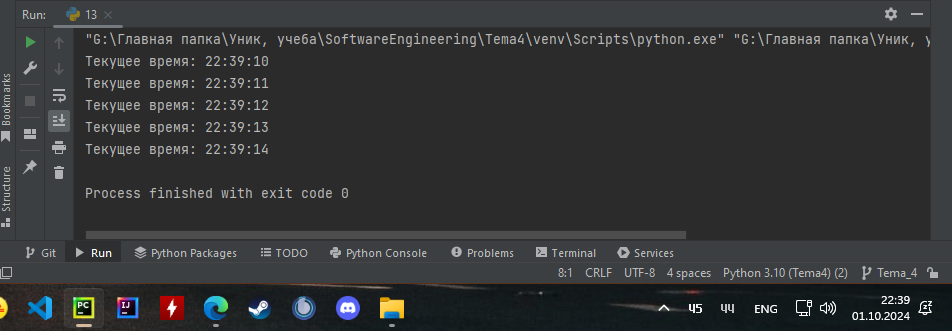 Run:
13
"G:\Главная папка\Уник, учеба\SoftwareEngineering\Tema4\venv\Scripts\python.exe" "G:\Главная папка\Уник, у
Текущее время: 22:39:10
Текущее время: 22:39:11
Текущее время: 22:39:12
Текущее время: 22:39:13
Текущее время: 22:39:14
Process finished with exit code 0
Bookmarks
Structure
Git Run Python Packages TODO Python Console Problems Terminal Services
8:1 CRLF UTF-8 4 spaces Python 3.10 (Tema4) (2) Tema_4
PC IJ 45 44 ENG 22:39
01.10.2024